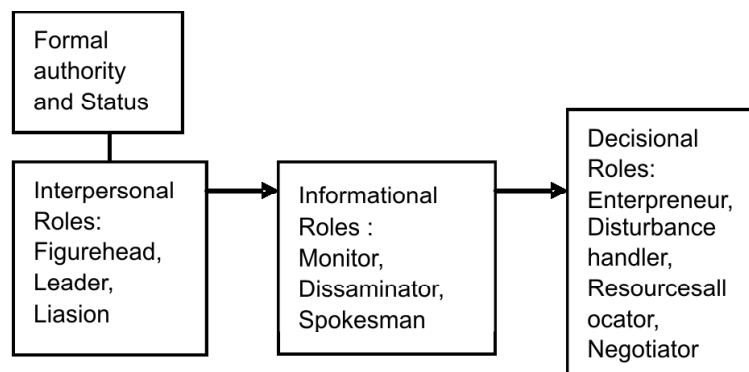 Formal
authority
and Status
Interpersonal
Roles:
Figurehead,
Leader,
Liasion
Informational
Roles :
Monitor,
Dissaminator,
Spokesman
Decisional
Roles:
Enterpreneur,
Disturbance
handler,
Resourcesall
ocator,
Negotiator